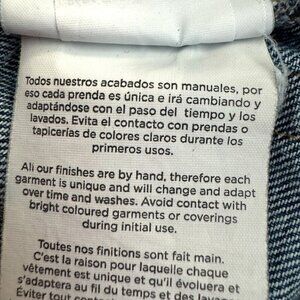 Todos nuestros acabados son manuales, por
eso cada prenda es única e irá cambiando y
adaptándose con el paso del tiempo y los
lavados. Evita el contacto con prendas o
tapicerías de colores claros durante los
primeros usos.
All our finishes are by hand, therefore each
garment is unique and will change and adapt
over time and washes. Avoid contact with
bright coloured garments or coverings
during initial use.
Toutes nos finitions sont fait main.
C'est la raison pour laquelle chaque
vêtement est unique et qu'il évoluera et
s'adaptera au fil du temps et des lavages.
Éviter tout contact